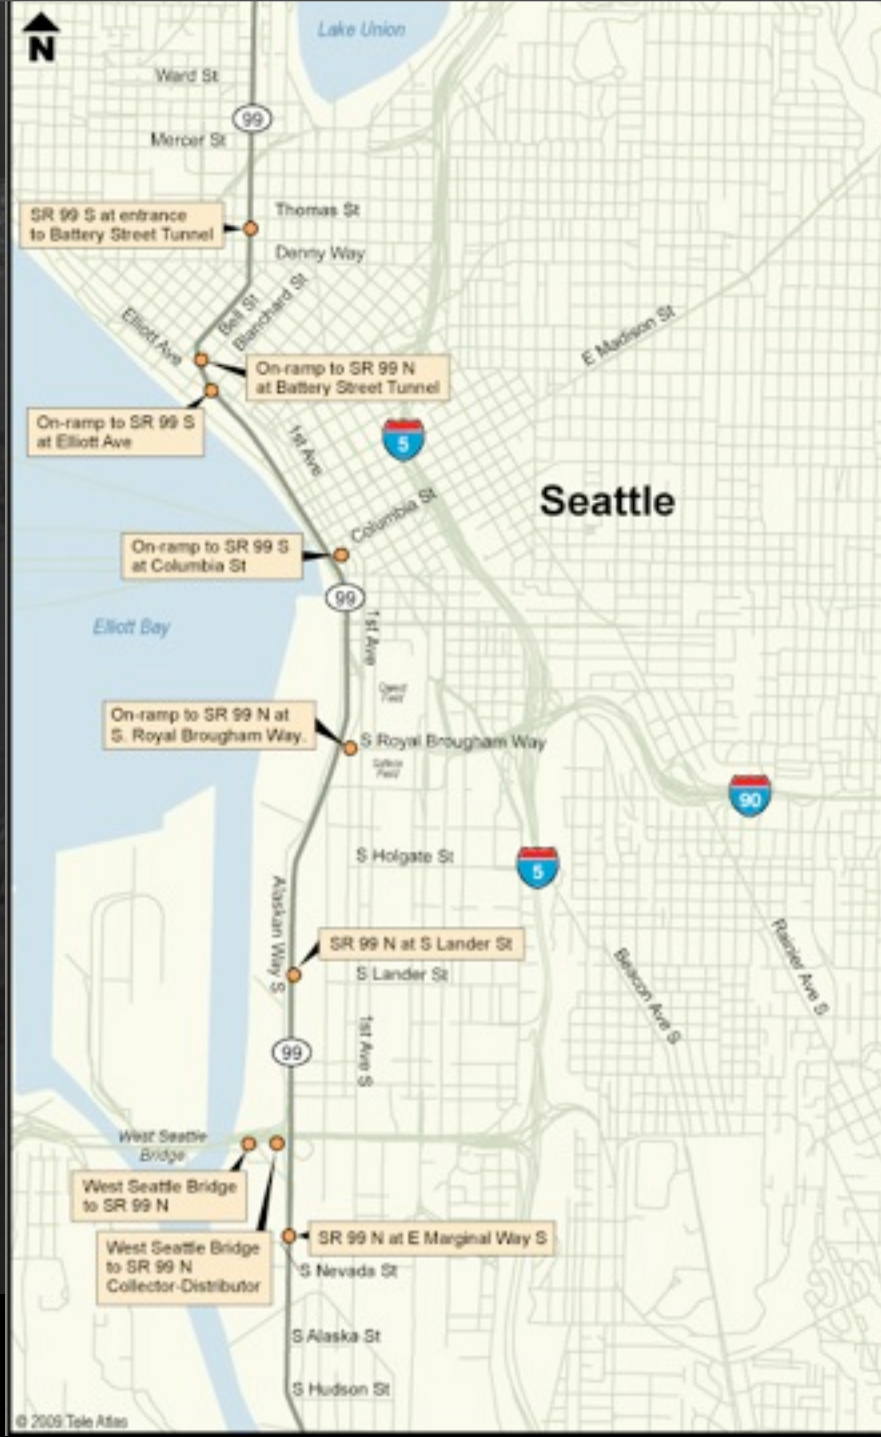 N
Lake Union
Ward St
99
Mercer St
SR 99 S at entrance
to Battery Street Tunnel
Thomas St
Denny Way
Elliott Ave
Bell St
Blanchard St
E Madison St
On-ramp to SR 99 N
at Battery Street Tunnel
On-ramp to SR 99 S
at Elliott Ave
1st Ave
5
Seattle
Columbia St
On-ramp to SR 99 S
at Columbia St
99
1st Ave
Elliott Bay
On-ramp to SR 99 N at
S. Royal Brougham Way.
S Royal Brougham Way
Field
90
S Holgate St
5
Alaskan Way S
SR 99 N at S Lander St
S Lander St
Rainier Ave S
Beacon Ave S
1st Ave S
99
West Seattle
Bridge
West Seattle Bridge
to SR 99 N
West Seattle Bridge
to SR 99 N
Collector-Distributor
SR 99 N at E Marginal Way S
S Nevada St
S Alaska St
S Hudson St
© 2009 Tele Atlas